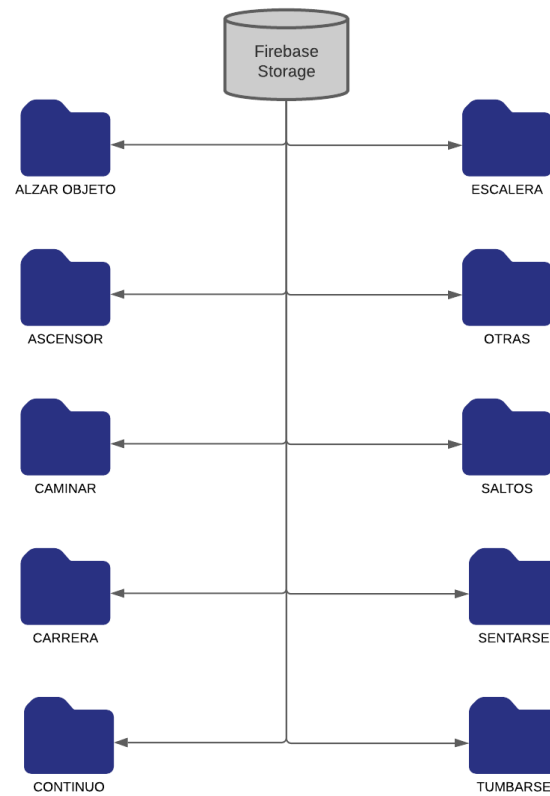 Firebase
Storage
ALZAR OBJETO
ESCALERA
ASCENSOR
OTRAS
CAMINAR
SALTOS
CARRERA
SENTARSE
CONTINUO
TUMBARSE